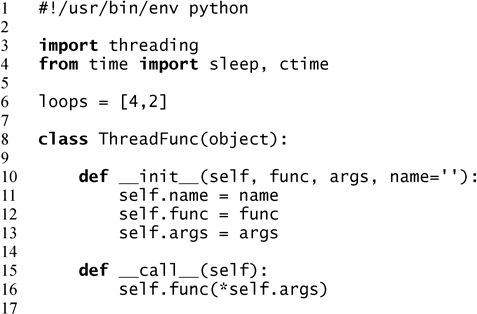 1 #!/usr/bin/env python
2
3 import threading
4 from time import sleep, ctime
5
6 loops = [4,2]
7
8 class ThreadFunc(object):
9
10     def __init__(self, func, args, name=''):
11         self.name = name
12         self.func = func
13         self.args = args
14
15     def __call__(self):
16         self.func(*self.args)
17